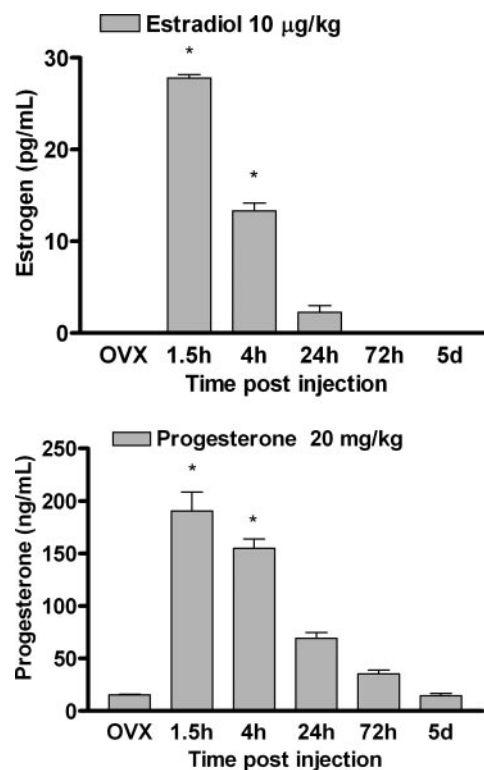 Estradiol 10 µg/kg
Estrogen (pg/mL)
30
20
10
0
*
*
OVX 1.5h 4h 24h 72h 5d
Time post injection
Progesterone 20 mg/kg
Progesterone (ng/mL)
250
200
150
100
50
0
*
*
OVX 1.5h 4h 24h 72h 5d
Time post injection